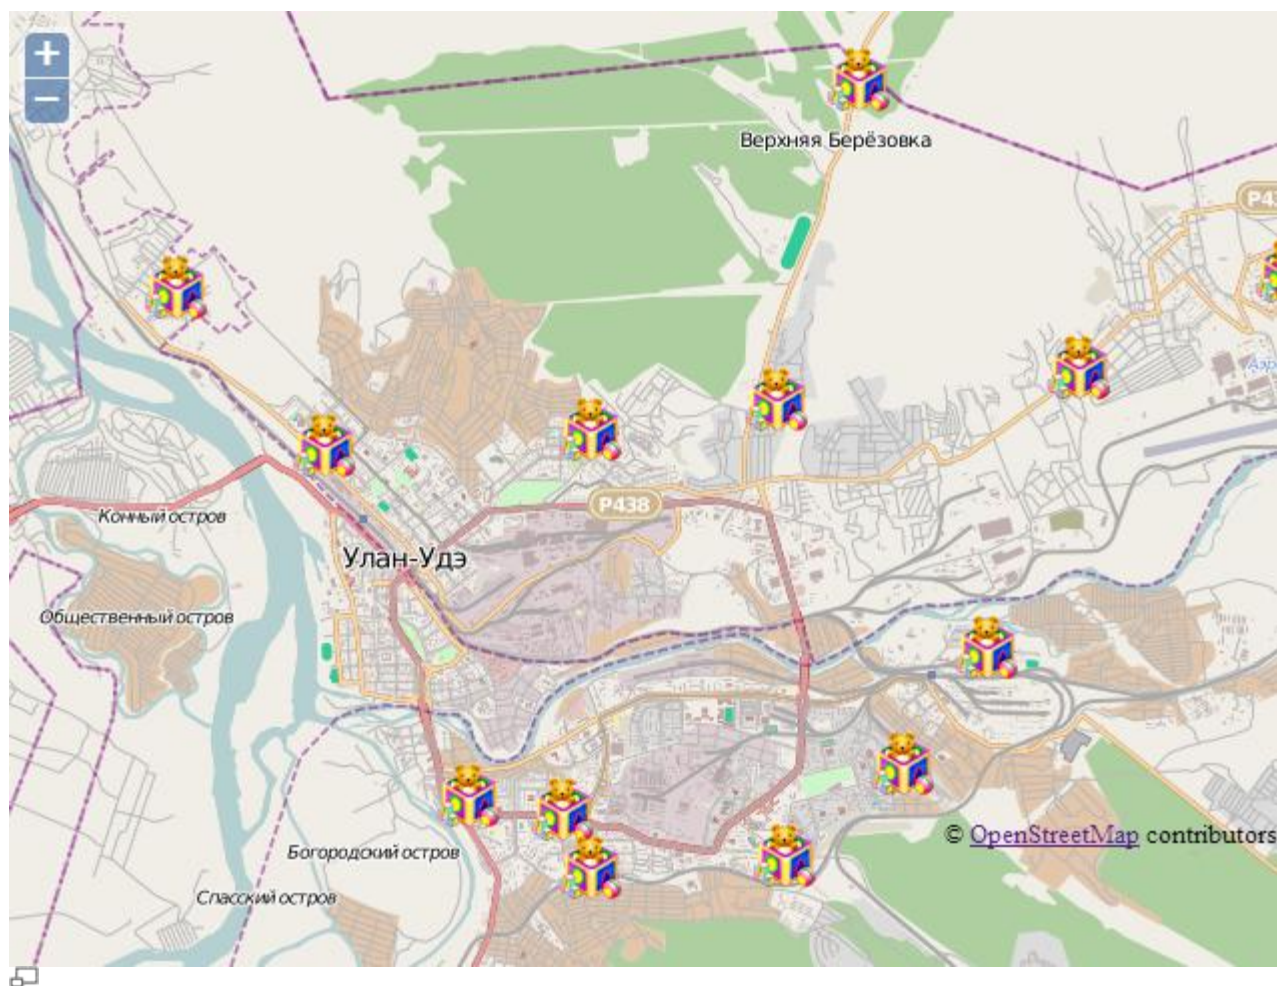 +
−
Верхняя Берёзовка
Р438
Конный остров
Улан-Удэ
Общественный остров
© OpenStreetMap contributors
Богородский остров
Спасский остров